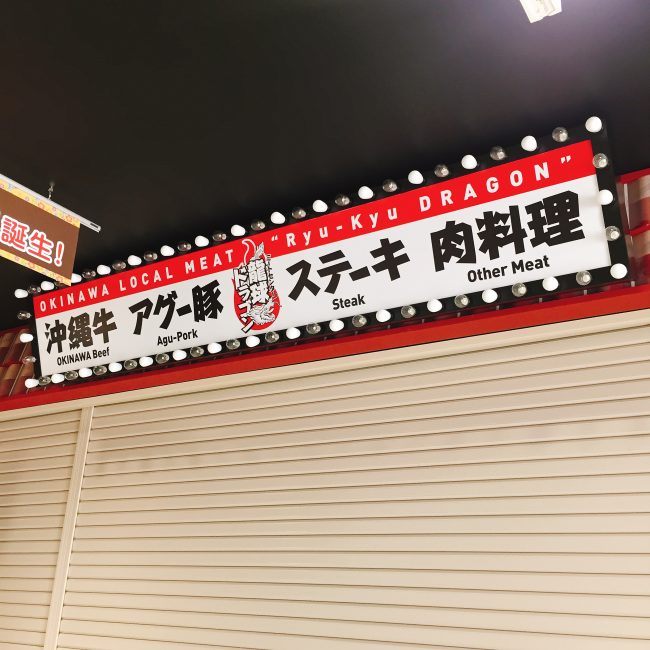 誕生！
OKINAWA LOCAL MEAT "Ryu-Kyu DRAGON"
沖縄牛
OKINAWA Beef
アグー豚
Agu-Pork
龍球
ドラゴン
ステーキ
Steak
肉料理
Other Meat